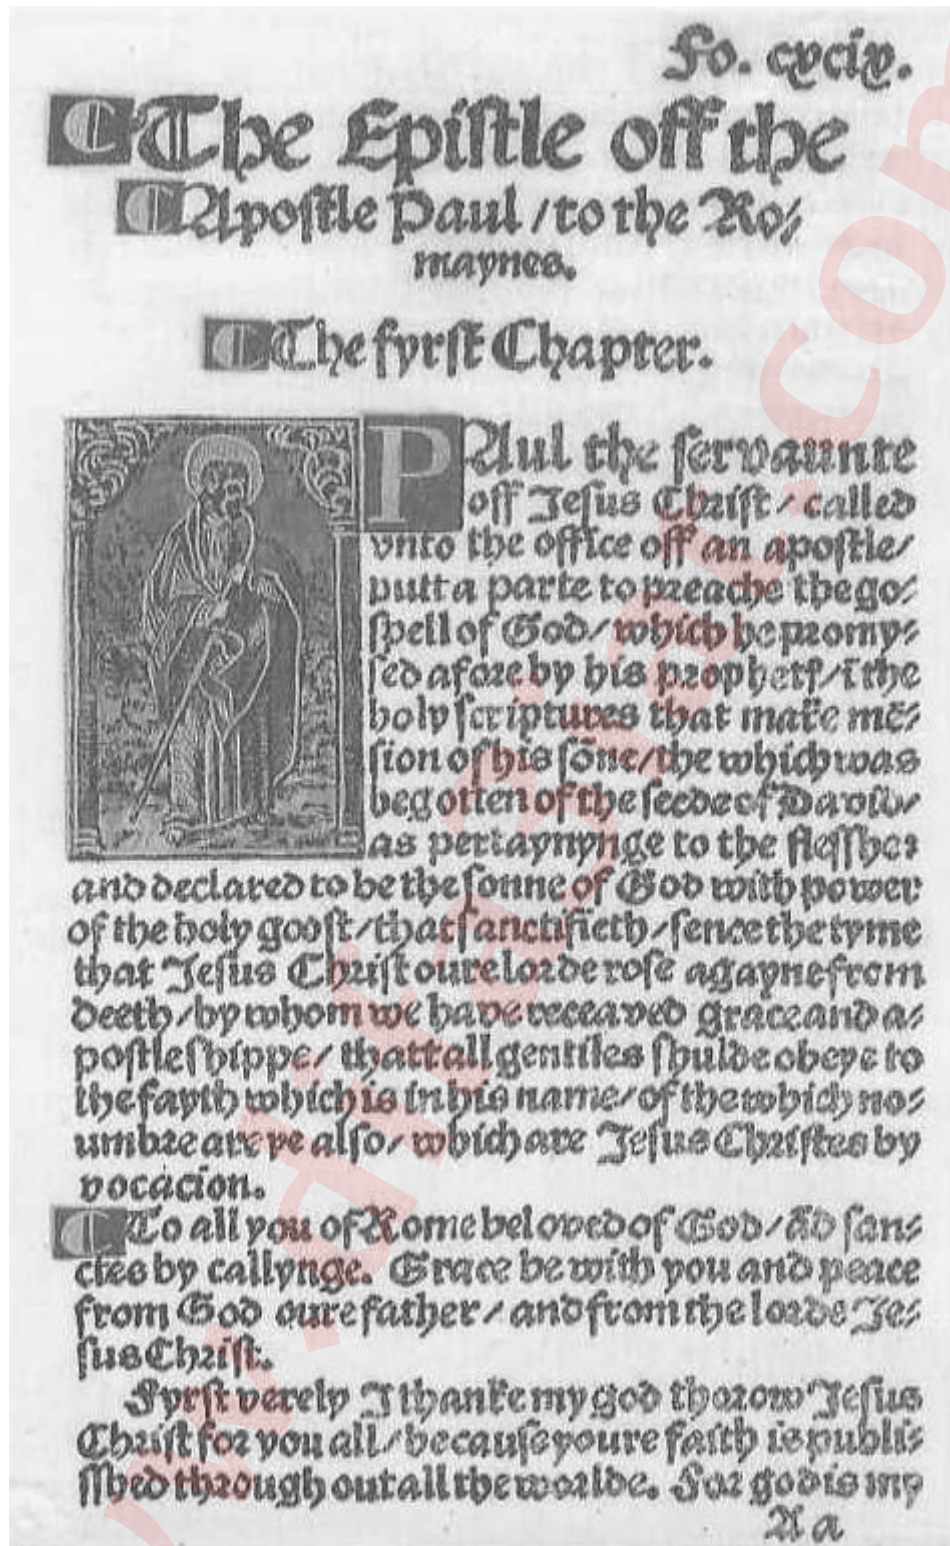 Fo. cxcix.
The Epistle off the
Apostle Paul / to the Ro⸗
maynes.
The fyrst Chapter.
PAul the servaunte
off Jesus Christ / called
vnto the office off an apostle /
putt a parte to preache the go⸗
spell of God / which he promy⸗
sed afore by his prophetꝭ / ī the
holy scriptures that make mē⸗
sion of his sōne / the which was
begotten of the seede of David /
as pertaynynge to the flesshe:
and declared to be the sonne of God with power
of the holy goost / that sanctifieth / sence the tyme
that Jesus Christ oure lorde rose agayne from
deeth / by whom we have receaved grace and a⸗
postleshippe / thatt all gentiles shulde obeye to
the fayth which is in his name / of the which no⸗
umbre are ye also / which are Jesus Christes by
vocacion.
To all you of Rome beloved of God / ād san⸗
ctes by callynge. Grace be with you and peace
from God oure father / and from the lorde Je⸗
sus Christ.
Fyrst verely I thanke my god thorow Jesus
Christ for you all / because youre faith is publi⸗
sshed through out all the worlde. For god is my
A a